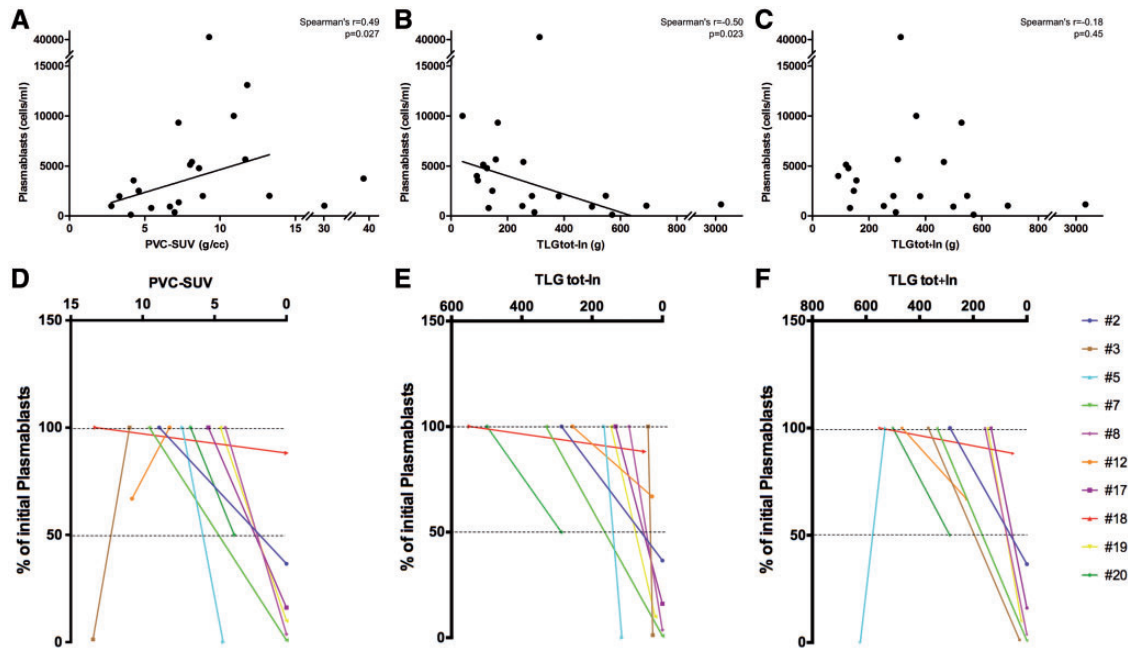 A
Spearman's r=0.49
p=0.027
Plasmablasts (cells/ml)
40000
15000
10000
5000
0
0
5
10
15
30
40
PVC-SUV (g/cc)
B
Spearman's r=-0.50
p=0.023
Plasmablasts (cells/ml)
40000
15000
10000
5000
0
0
200
400
600
800
3000
TLGtot-ln (g)
C
Spearman's r=-0.18
p=0.45
Plasmablasts (cells/ml)
40000
15000
10000
5000
0
0
200
400
600
800
3000
TLGtot+ln (g)
D
PVC-SUV
15
10
5
0
% of initial Plasmablasts
150
100
50
0
E
TLG tot-ln
600
400
200
0
% of initial Plasmablasts
150
100
50
0
F
TLG tot+ln
800
600
400
200
0
% of initial Plasmablasts
150
100
50
0
#2
#3
#5
#7
#8
#12
#17
#18
#19
#20